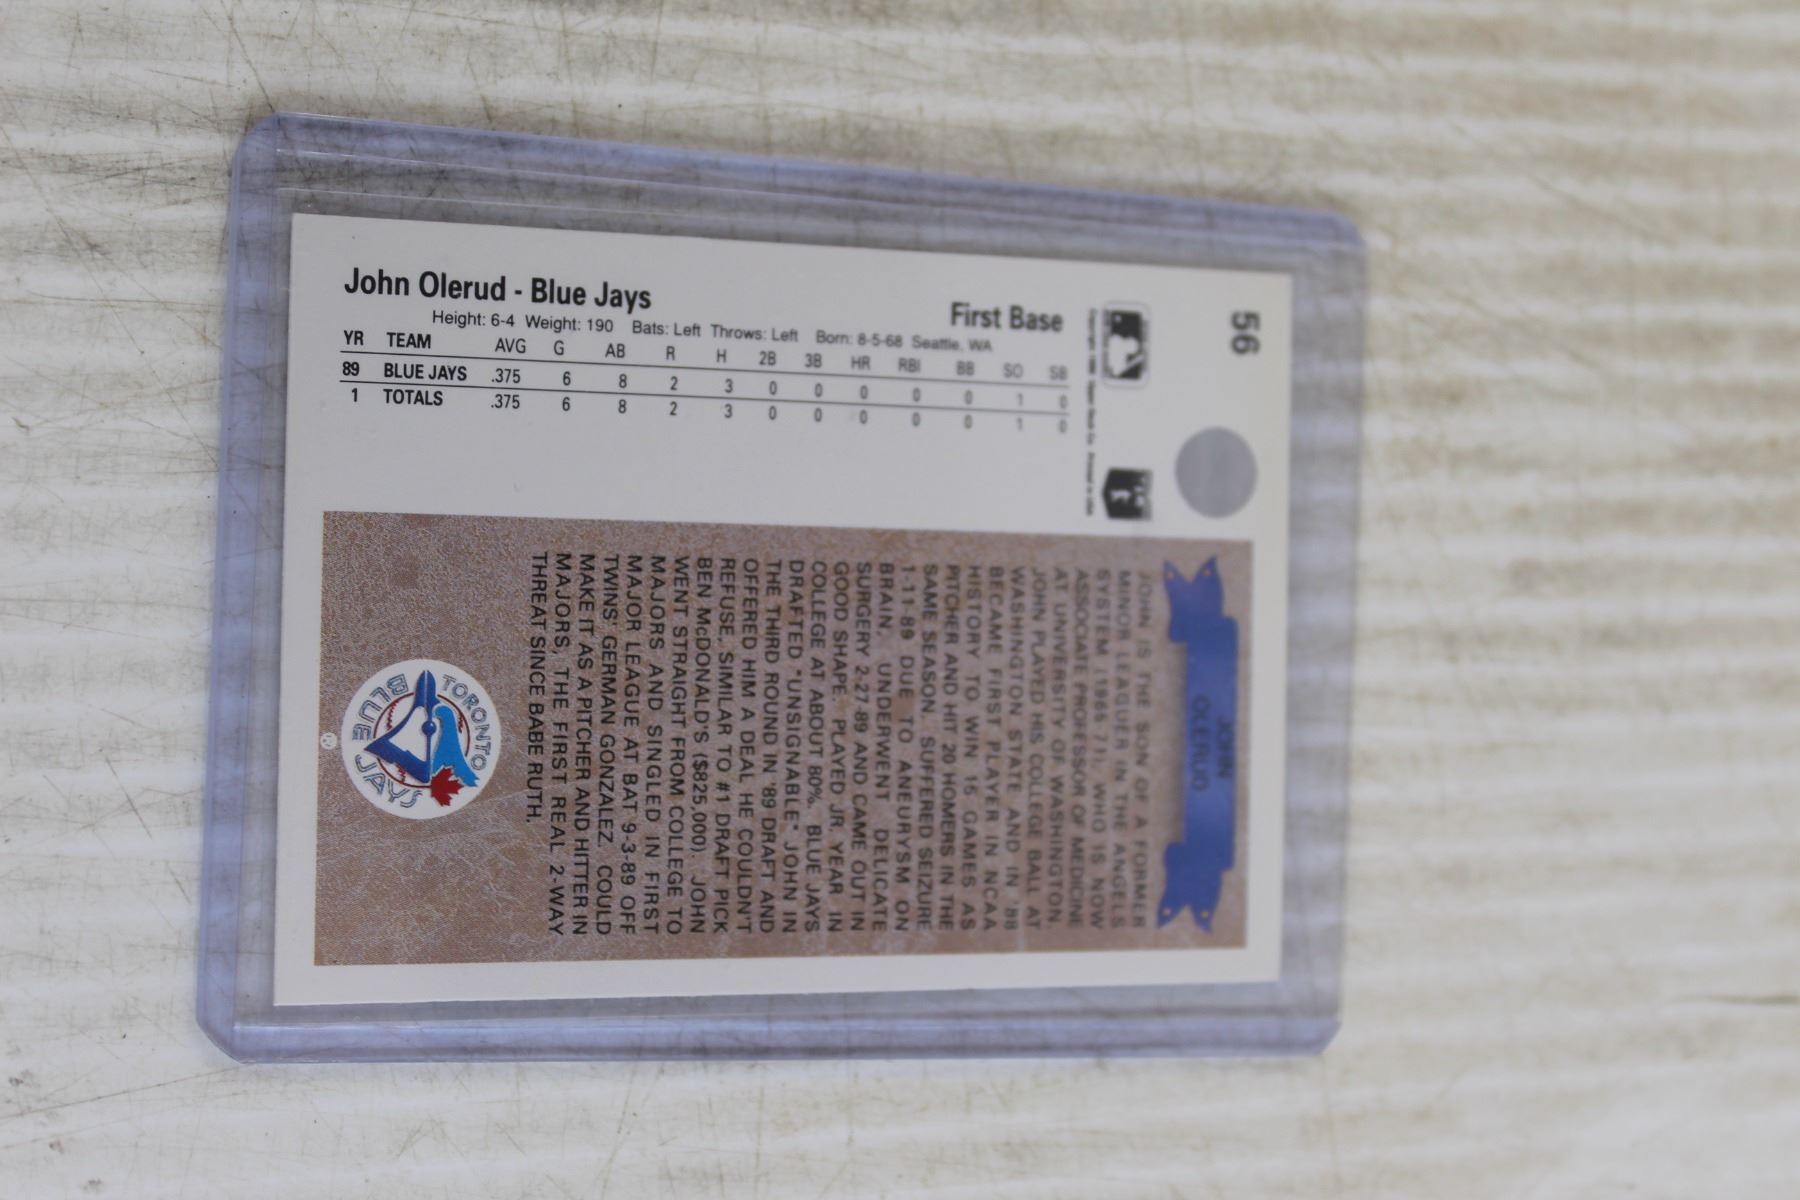 56
John Olerud - Blue Jays
First Base
Height: 6-4 Weight: 190 Bats: Left Throws: Left Born: 8-5-68 Seattle, WA
YR TEAM AVG G AB R H 2B 3B HR RBI BB SO SB
89 BLUE JAYS .375 6 8 2 3 0 0 0 0 0 1 0
1 TOTALS .375 6 8 2 3 0 0 0 0 0 1 0
JOHN
OLERUD
JOHN IS THE SON OF A FORMER
MINOR LEAGUER IN THE ANGELS
SYSTEM WHO IS NOW
ASSOCIATE PROFESSOR OF MEDICINE
AT UNIVERSITY OF WASHINGTON.
JOHN PLAYED HIS COLLEGE BALL AT
WASHINGTON STATE AND IN '88
BECAME FIRST PLAYER IN NCAA
HISTORY TO WIN 15 GAMES AS
PITCHER AND HIT 20 HOMERS IN THE
SAME SEASON. SUFFERED SEIZURE
1-11-89 DUE TO ANEURYSM ON
BRAIN, UNDERWENT DELICATE
SURGERY 2-27-89 AND CAME OUT IN
GOOD SHAPE. PLAYED JR. YEAR IN
COLLEGE AT ABOUT 80%. BLUE JAYS
DRAFTED "UNSIGNABLE" JOHN IN
THE THIRD ROUND IN '89 DRAFT AND
OFFERED HIM A DEAL HE COULDN'T
REFUSE, SIMILAR TO #1 DRAFT PICK
BEN McDONALD'S ($825,000). JOHN
WENT STRAIGHT FROM COLLEGE TO
MAJORS AND SINGLED IN FIRST
MAJOR LEAGUE AT BAT 9-3-89 OFF
TWINS' GERMAN GONZALEZ. COULD
MAKE IT AS A PITCHER AND HITTER IN
MAJORS, THE FIRST REAL 2-WAY
THREAT SINCE BABE RUTH.
TORONTO
BLUE JAYS